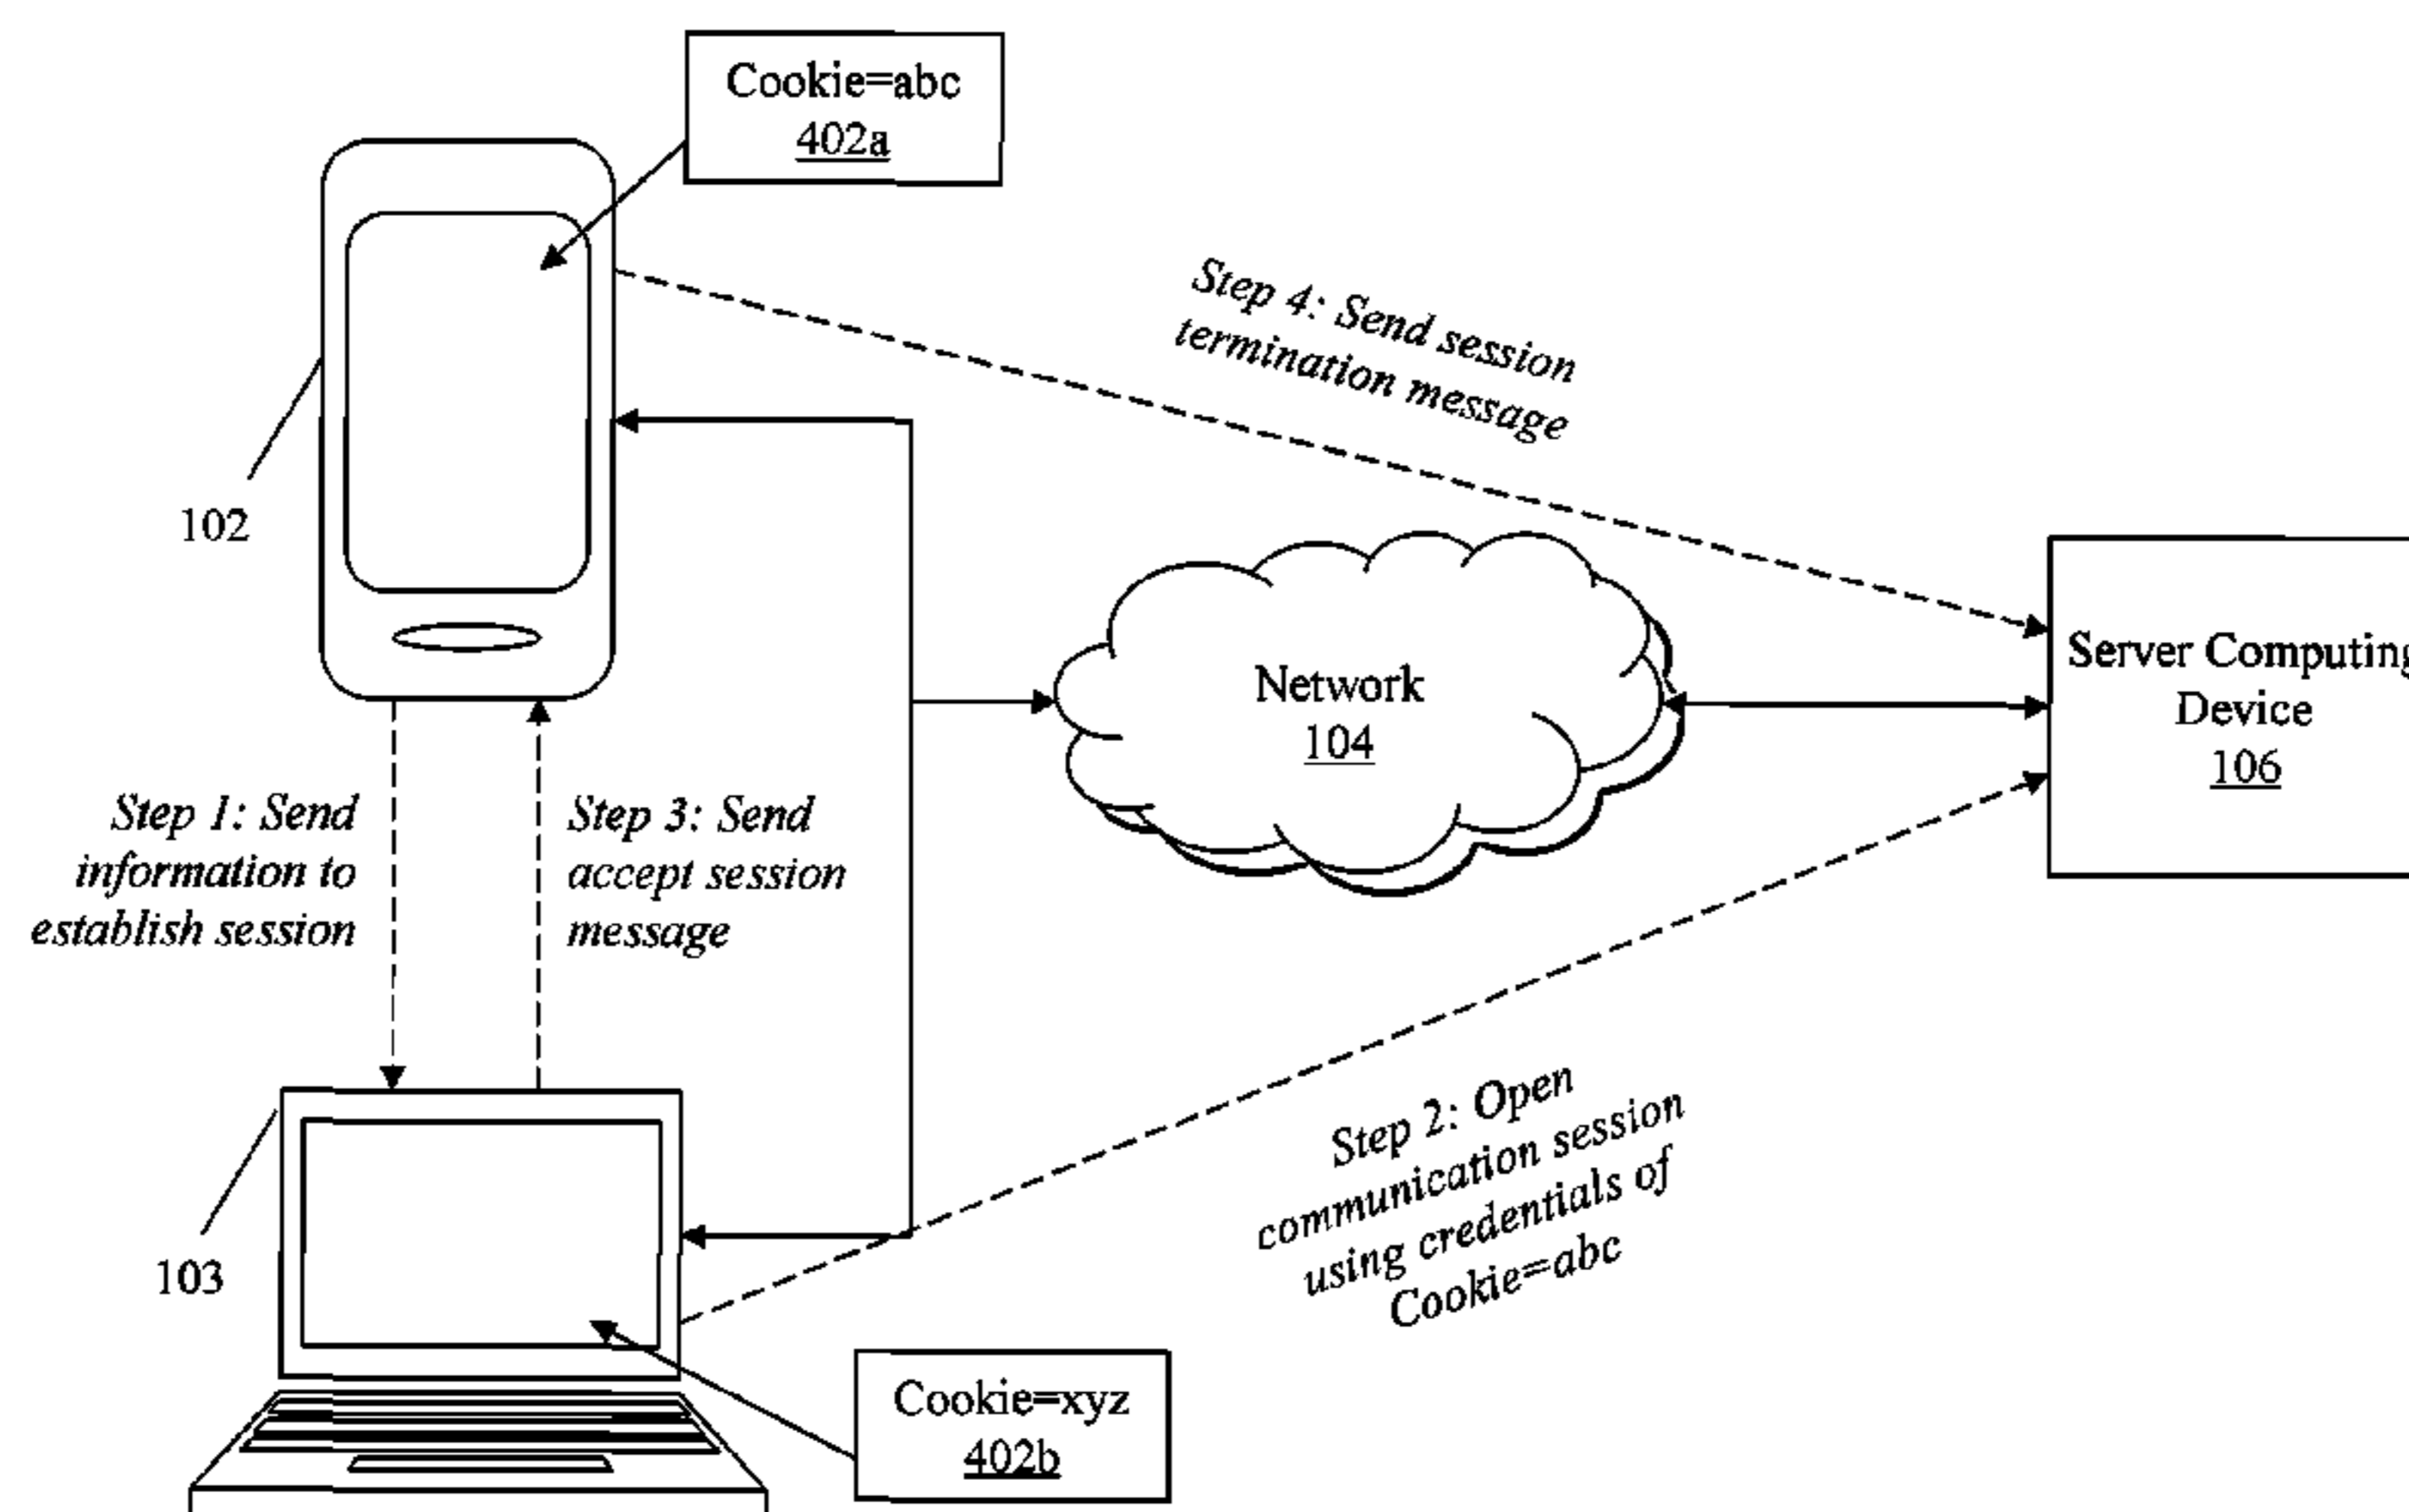 Cookie=abc
402a
Step 4: Send session
termination message
102
Network
104
Server Computing
Device
106
Step 1: Send
information to
establish session
Step 3: Send
accept session
message
Step 2: Open
communication session
using credentials of
Cookie=abc
103
Cookie=xyz
402b